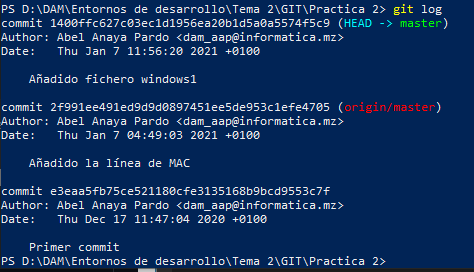 PS D:\DAM\Entornos de desarrollo\Tema 2\GIT\Practica 2> git log
commit 1400ffc627c03ec1d1956ea20b1d5a0a5574f5c9 (HEAD -> master)
Author: Abel Anaya Pardo <dam_aap@informatica.mz>
Date:   Thu Jan 7 11:56:20 2021 +0100
Añadido fichero windows1
commit 2f991ee491ed9d9d0897451ee5de953c1efe4705 (origin/master)
Author: Abel Anaya Pardo <dam_aap@informatica.mz>
Date:   Thu Jan 7 04:49:03 2021 +0100
Añadido la línea de MAC
commit e3eaa5fb75ce521180cfe3135168b9bcd9553c7f
Author: Abel Anaya Pardo <dam_aap@informatica.mz>
Date:   Thu Dec 17 11:47:04 2020 +0100
Primer commit
PS D:\DAM\Entornos de desarrollo\Tema 2\GIT\Practica 2>